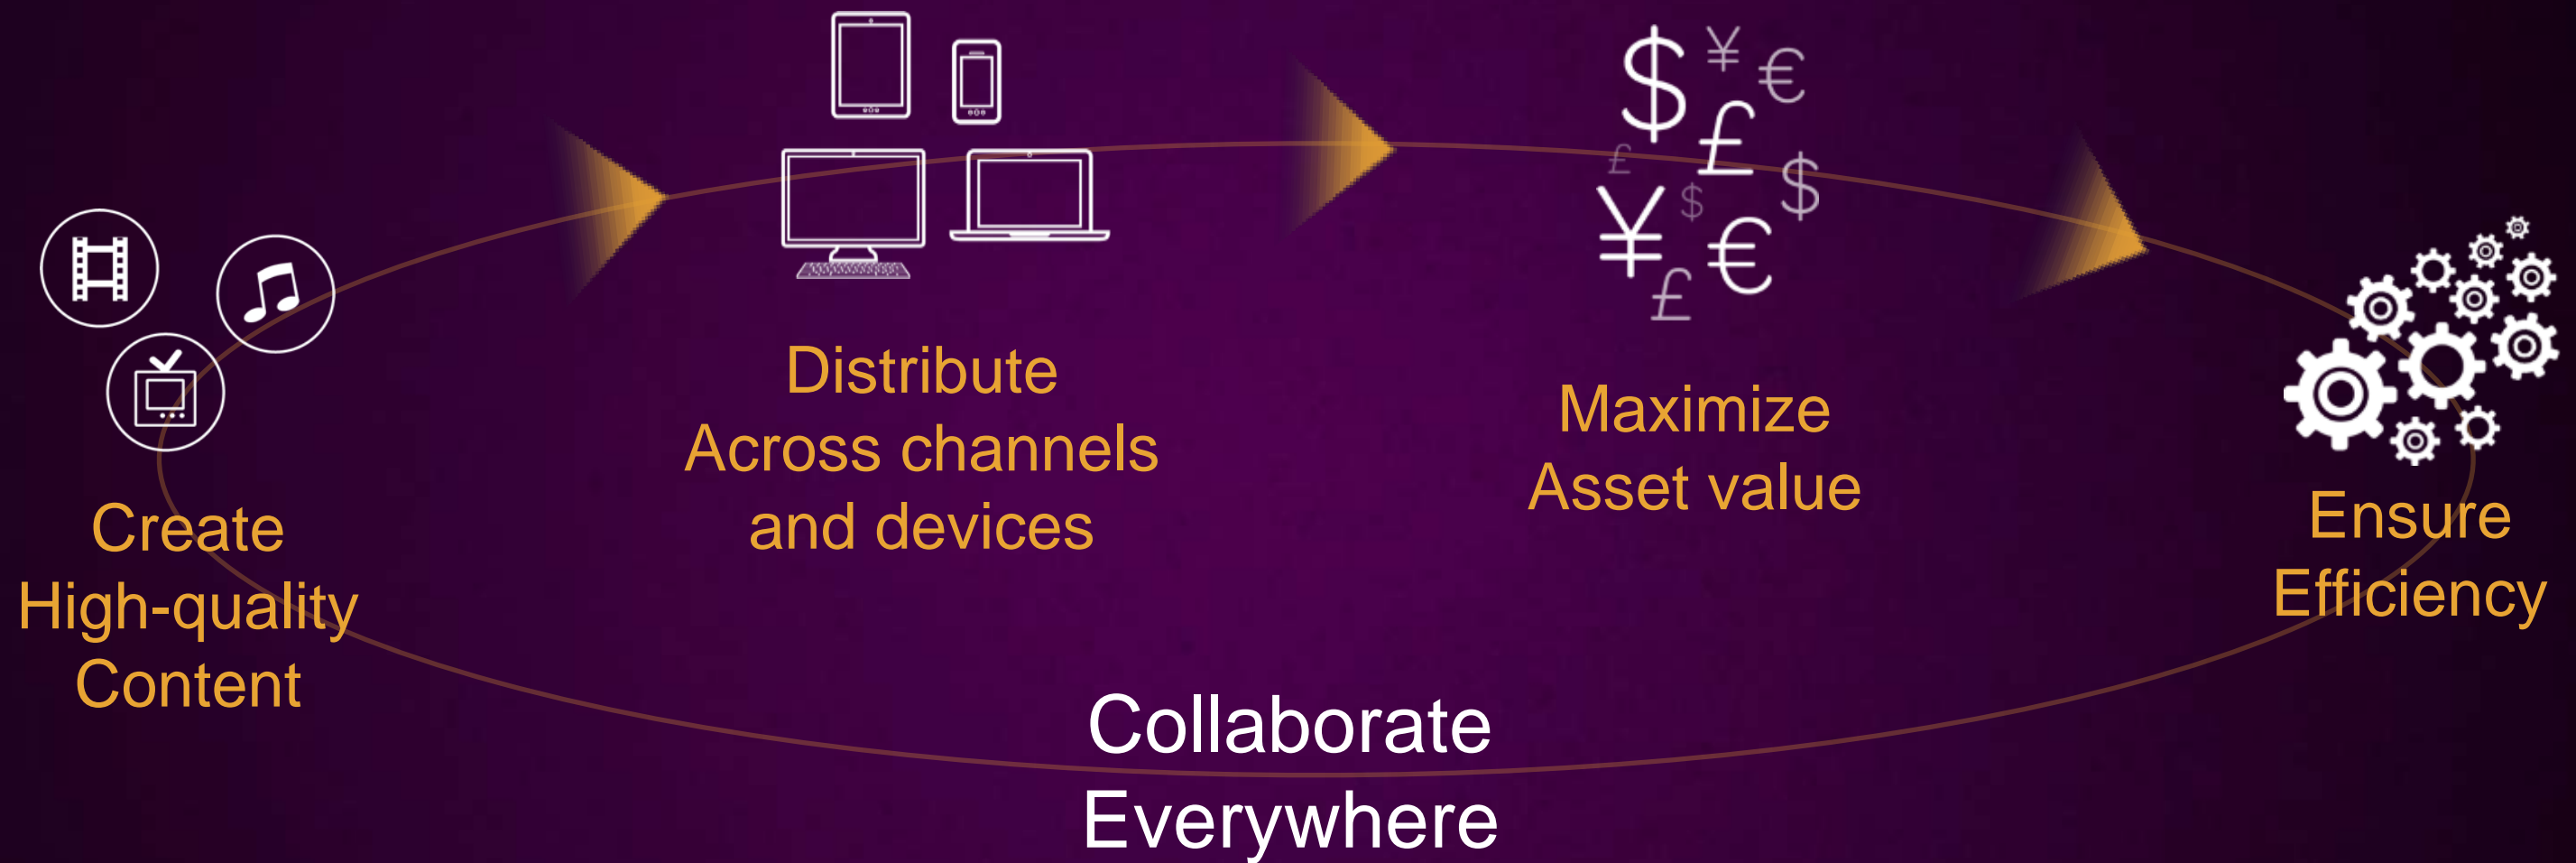 Create
High-quality
Content
Distribute
Across channels
and devices
$ ¥ €
£
£ $
¥ $ €
£
Maximize
Asset value
Ensure
Efficiency
Collaborate
Everywhere